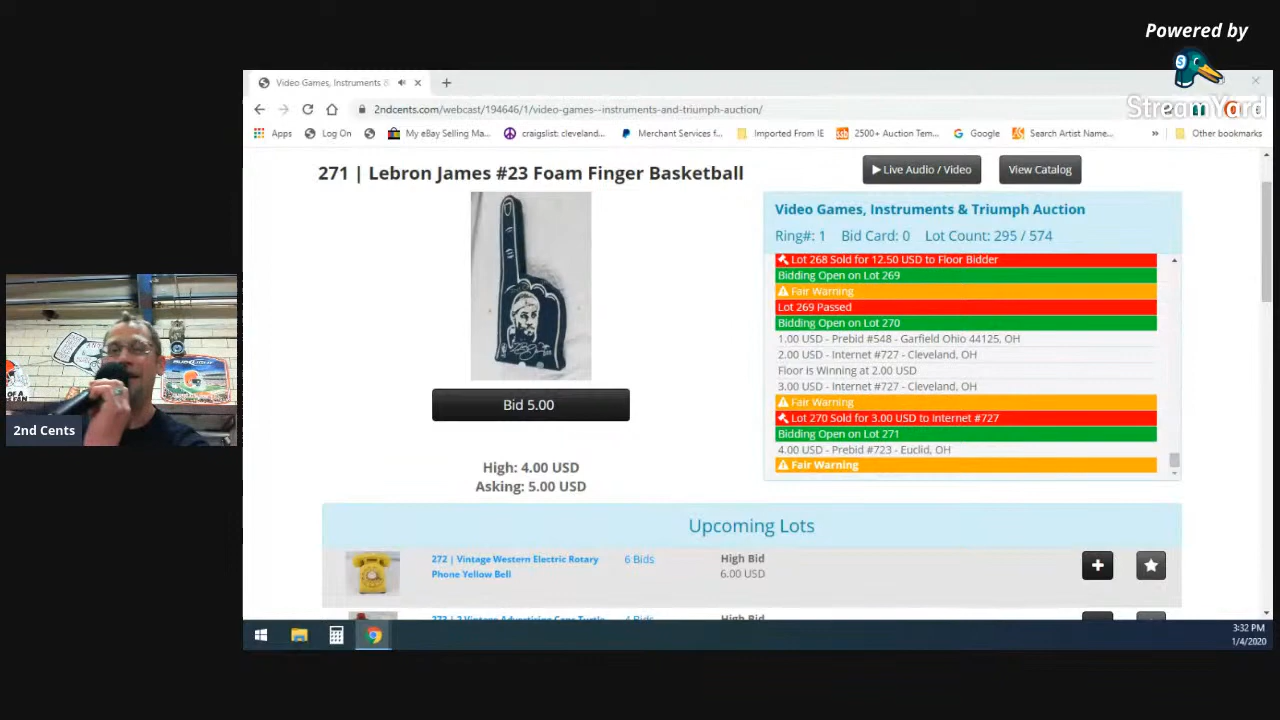 Powered by
StreamYard
Video Games, Instruments &
2ndcents.com/webcast/194646/1/video-games--instruments-and-triumph-auction/
Apps
Log On
My eBay Selling Ma...
craigslist: cleveland...
Merchant Services f...
Imported From IE
2500+ Auction Tem...
Google
Search Artist Name...
»
Other bookmarks
271 | Lebron James #23 Foam Finger Basketball
Live Audio / Video
View Catalog
Video Games, Instruments & Triumph Auction
Ring#: 1 Bid Card: 0 Lot Count: 295 / 574
Lot 268 Sold for 12.50 USD to Floor Bidder
Bidding Open on Lot 269
Fair Warning
Lot 269 Passed
Bidding Open on Lot 270
1.00 USD - Prebid #548 - Garfield Ohio 44125, OH
2.00 USD - Internet #727 - Cleveland, OH
Floor is Winning at 2.00 USD
3.00 USD - Internet #727 - Cleveland, OH
Fair Warning
Lot 270 Sold for 3.00 USD to Internet #727
Bidding Open on Lot 271
4.00 USD - Prebid #723 - Euclid, OH
Fair Warning
Bid 5.00
High: 4.00 USD
Asking: 5.00 USD
2nd Cents
Upcoming Lots
272 | Vintage Western Electric Rotary
Phone Yellow Bell
6 Bids
High Bid
6.00 USD
High Bid
3:32 PM
1/4/2020